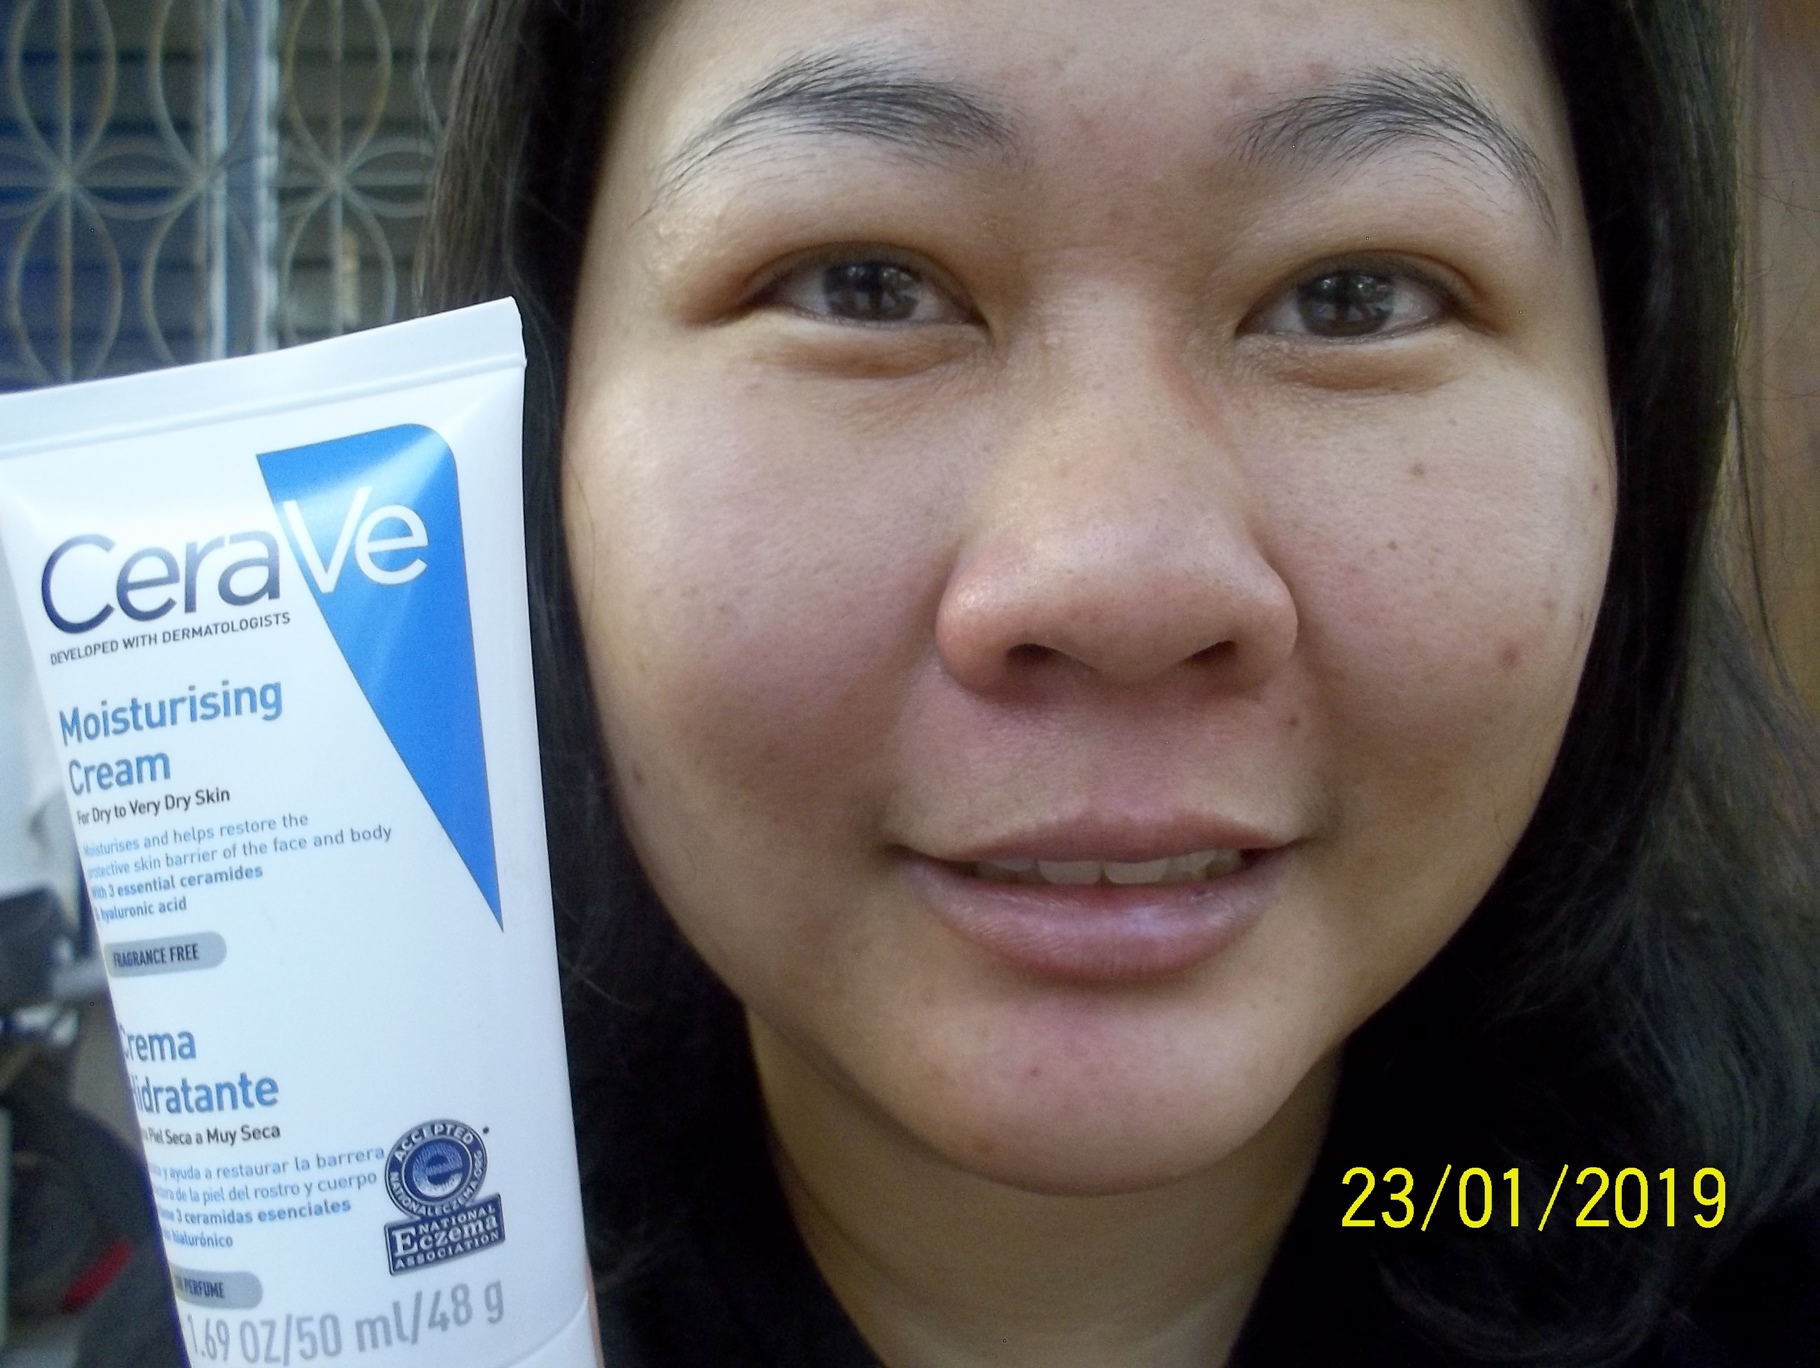 CeraVe
DEVELOPED WITH DERMATOLOGISTS
Moisturising
Cream
For Dry to Very Dry Skin
Moisturises and helps restore the
protective skin barrier of the face and body
with 3 essential ceramides
hyaluronic acid
FRAGRANCE FREE
Crema
Hidratante
Piel Seca a Muy Seca
y ayuda a restaurar la barrera
de la piel del rostro y cuerpo
3 ceramidas esenciales
hialurónico
PERFUME
ACCEPTED
NATIONALECZEMA.ORG
NATIONAL
Eczema
ASSOCIATION
1.69 OZ/50 ml/48 g
23/01/2019